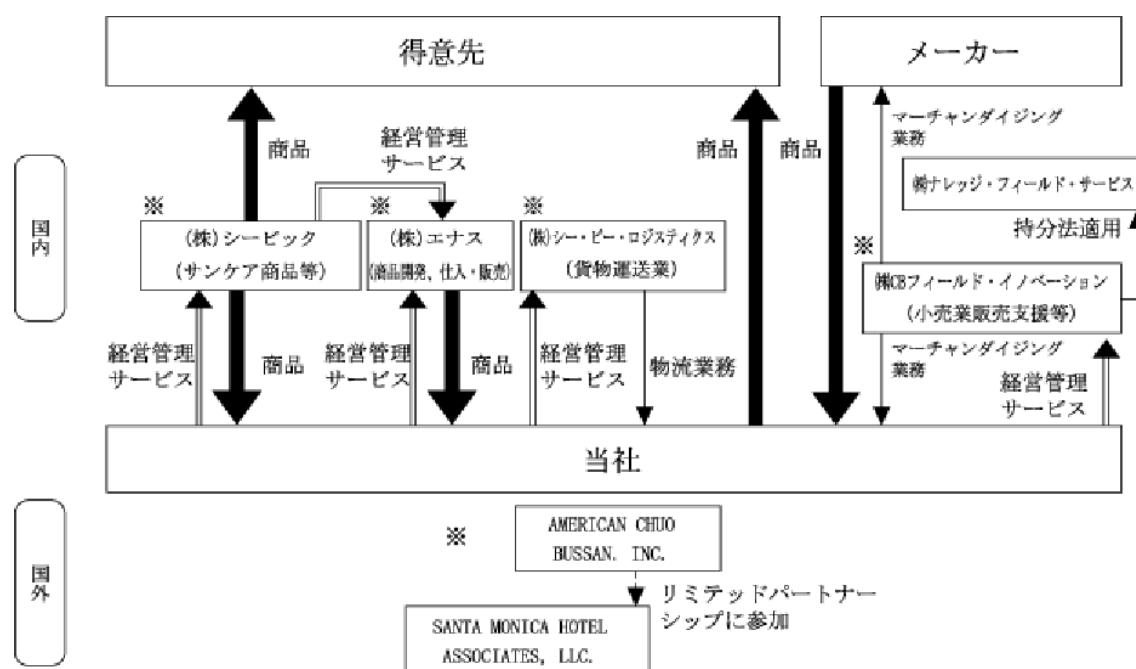 得意先
メーカー
国内
商品
経営管理
サービス
商品
商品
マーチャンダイジング
業務
㈱ナレッジ・フィールド・サービス
持分法適用
※
(株)シービック
(サンケア商品等)
※
(株)エナス
(商品開発、仕入・販売)
※
(株)シー・ビー・ロジスティクス
(貨物運送業)
※
㈱CBフィールド・イノベーション
(小売業販売支援等)
経営管理
サービス
商品
経営管理
サービス
商品
経営管理
サービス
物流業務
マーチャンダイジング
業務
経営管理
サービス
当社
国外
※
AMERICAN CHUO
BUSSAN. INC.
リミテッドパートナー
シップに参加
SANTA MONICA HOTEL
ASSOCIATES, LLC.